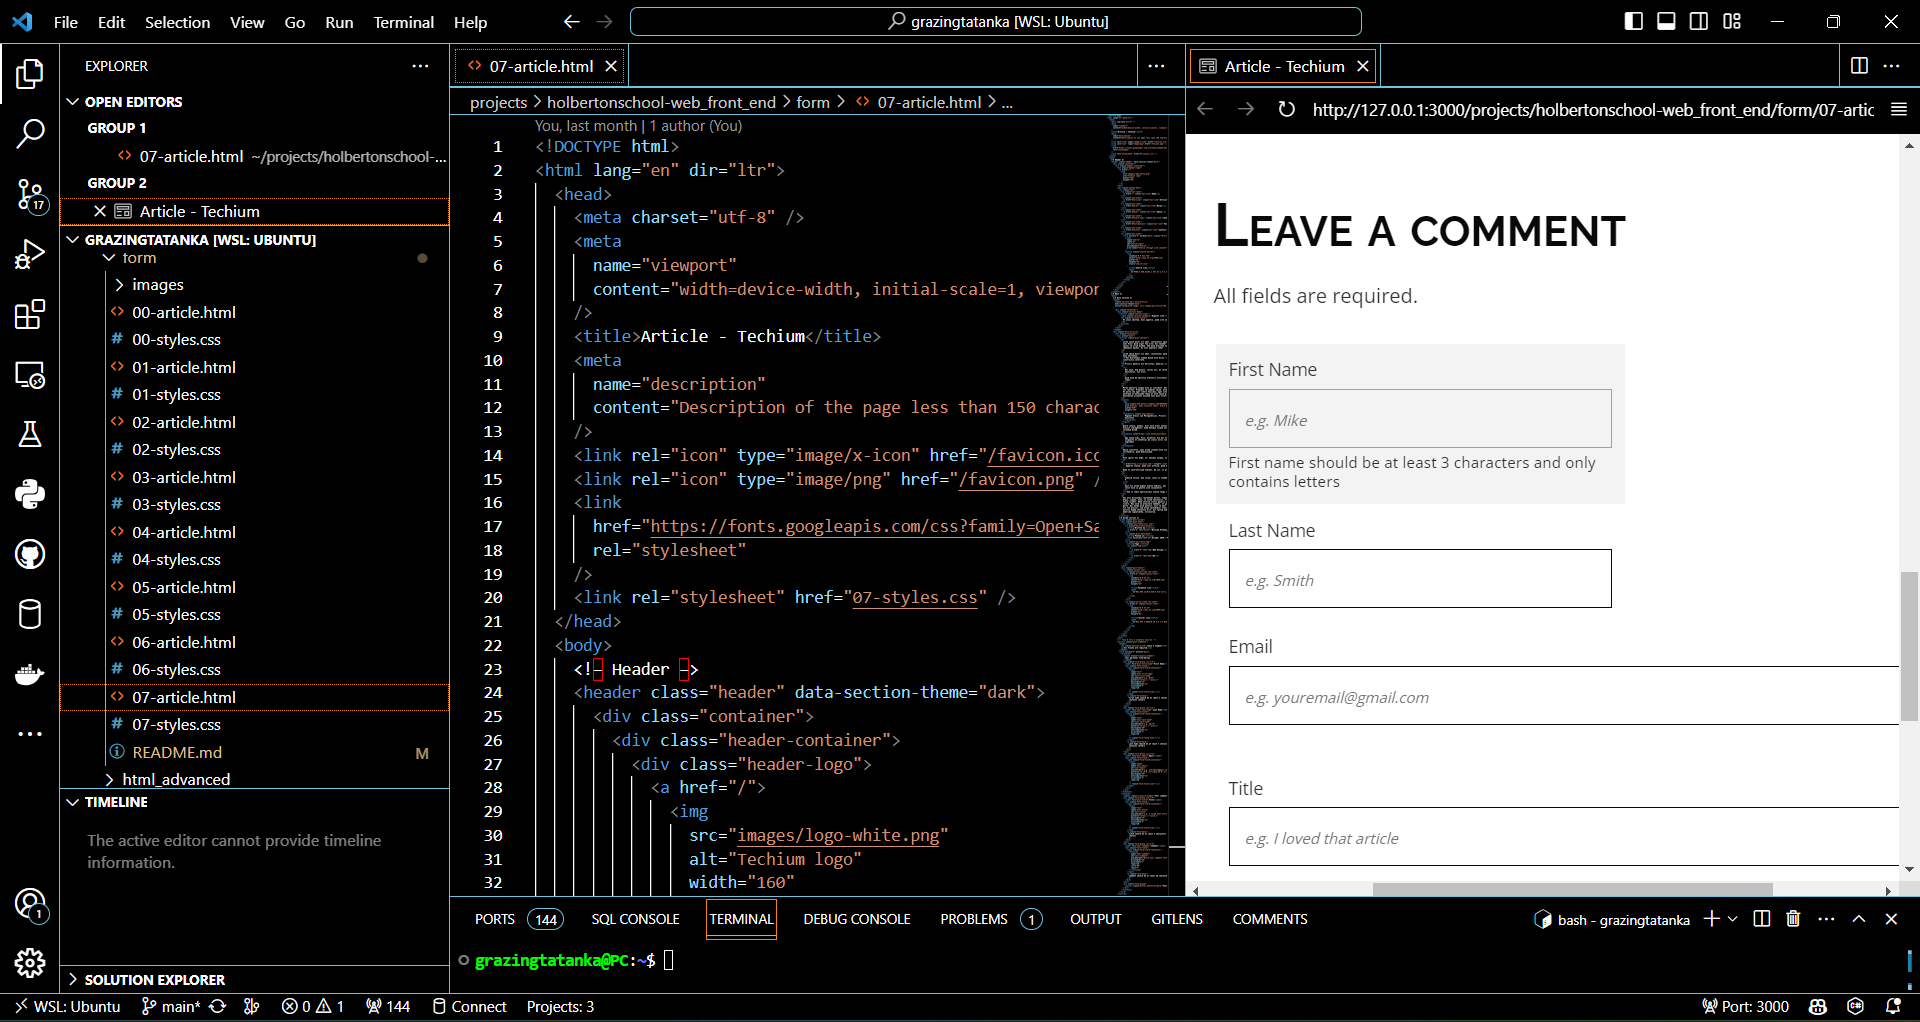 File Edit Selection View Go Run Terminal Help
grazingtatanka [WSL: Ubuntu]
EXPLORER
OPEN EDITORS
GROUP 1
07-article.html ~/projects/holbertonschool-...
GROUP 2
Article - Techium
GRAZINGTATANKA [WSL: UBUNTU]
form
images
00-article.html
00-styles.css
01-article.html
01-styles.css
02-article.html
02-styles.css
03-article.html
03-styles.css
04-article.html
04-styles.css
05-article.html
05-styles.css
06-article.html
06-styles.css
07-article.html
07-styles.css
README.md M
html_advanced
TIMELINE
The active editor cannot provide timeline
information.
SOLUTION EXPLORER
17
1
07-article.html
projects > holbertonschool-web_front_end > form > 07-article.html > ...
You, last month | 1 author (You)
1 <!DOCTYPE html>
2 <html lang="en" dir="ltr">
3 <head>
4 <meta charset="utf-8" />
5 <meta
6 name="viewport"
7 content="width=device-width, initial-scale=1, viewpor
8 />
9 <title>Article - Techium</title>
10 <meta
11 name="description"
12 content="Description of the page less than 150 charac
13 />
14 <link rel="icon" type="image/x-icon" href="/favicon.ico
15 <link rel="icon" type="image/png" href="/favicon.png" /
16 <link
17 href="https://fonts.googleapis.com/css?family=Open+Sa
18 rel="stylesheet"
19 />
20 <link rel="stylesheet" href="07-styles.css" />
21 </head>
22 <body>
23 <!– Header –>
24 <header class="header" data-section-theme="dark">
25 <div class="container">
26 <div class="header-container">
27 <div class="header-logo">
28 <a href="/">
29 <img
30 src="images/logo-white.png"
31 alt="Techium logo"
32 width="160"
Article - Techium
http://127.0.0.1:3000/projects/holbertonschool-web_front_end/form/07-artic
Leave a comment
All fields are required.
First Name
e.g. Mike
First name should be at least 3 characters and only
contains letters
Last Name
e.g. Smith
Email
e.g. youremail@gmail.com
Title
e.g. I loved that article
PORTS 144 SQL CONSOLE TERMINAL DEBUG CONSOLE PROBLEMS 1 OUTPUT GITLENS COMMENTS
bash - grazingtatanka
grazingtatanka@PC:~$
WSL: Ubuntu main* 0 1 144 Connect Projects: 3 Port: 3000